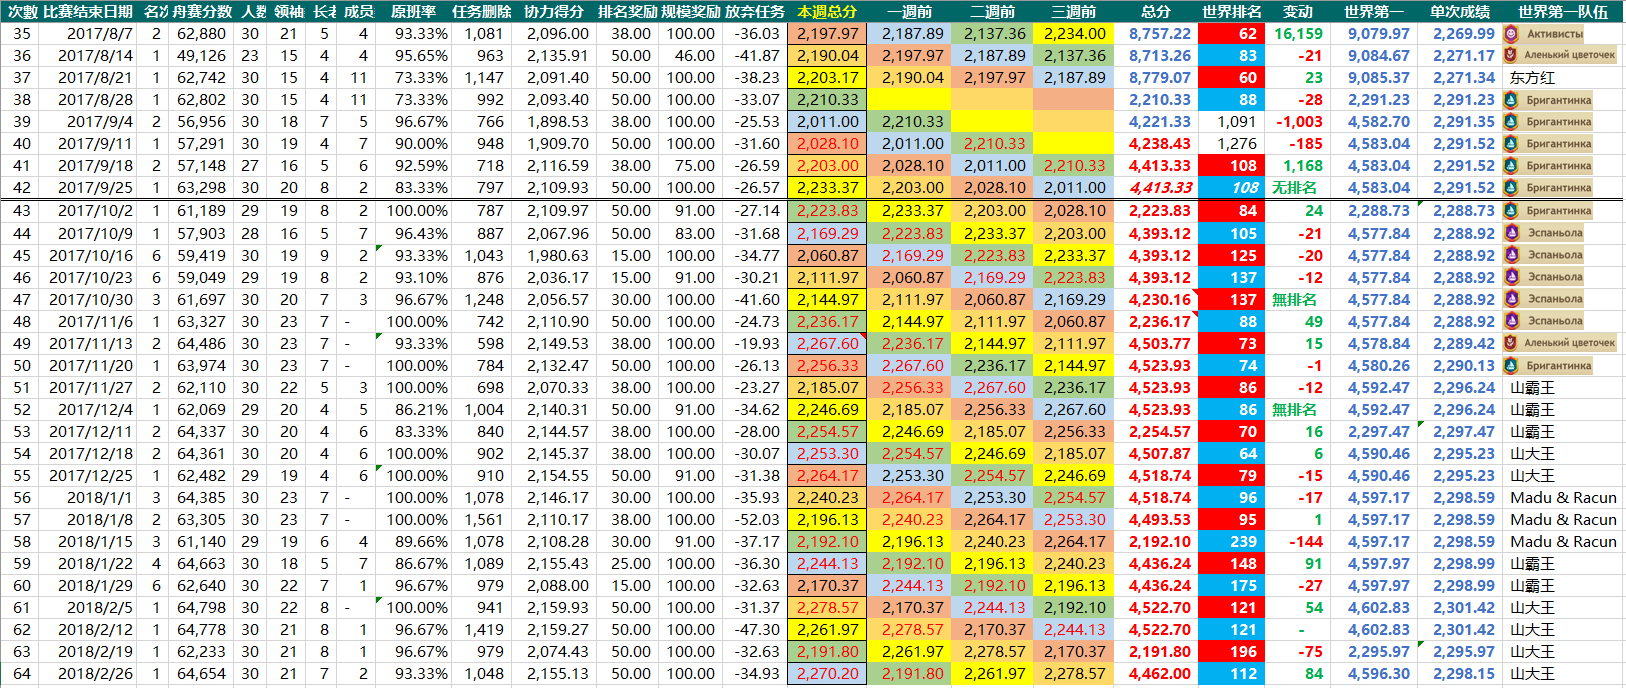 次數 比赛结束日期 名次 舟赛分数 人数 领袖 长老 成员 原班率 任务删除 协力得分 排名奖励 规模奖励 放弃任务 本週总分 一週前 二週前 三週前 总分 世界排名 变动 世界第一 单次成绩 世界第一队伍
35 2017/8/7 2 62,880 30 21 5 4 93.33% 1,081 2,096.00 38.00 100.00 -36.03 2,197.97 2,187.89 2,137.36 2,234.00 8,757.22 62 16,159 9,079.97 2,269.99 Активисты
36 2017/8/14 1 49,126 23 15 4 4 95.65% 963 2,135.91 50.00 46.00 -41.87 2,190.04 2,197.97 2,187.89 2,137.36 8,713.26 83 -21 9,084.67 2,271.17 Аленький цветочек
37 2017/8/21 1 62,742 30 15 4 11 73.33% 1,147 2,091.40 50.00 100.00 -38.23 2,203.17 2,190.04 2,197.97 2,187.89 8,779.07 60 23 9,085.37 2,271.34 东方红
38 2017/8/28 1 62,802 30 15 4 11 73.33% 992 2,093.40 50.00 100.00 -33.07 2,210.33 2,210.33 88 -28 2,291.23 2,291.23 Бригантинка
39 2017/9/4 2 56,956 30 18 7 5 96.67% 766 1,898.53 38.00 100.00 -25.53 2,011.00 2,210.33 4,221.33 1,091 -1,003 4,582.70 2,291.35 Бригантинка
40 2017/9/11 1 57,291 30 19 4 7 90.00% 948 1,909.70 50.00 100.00 -31.60 2,028.10 2,011.00 2,210.33 4,238.43 1,276 -185 4,583.04 2,291.52 Бригантинка
41 2017/9/18 2 57,148 27 16 5 6 92.59% 718 2,116.59 38.00 75.00 -26.59 2,203.00 2,028.10 2,011.00 2,210.33 4,413.33 108 1,168 4,583.04 2,291.52 Бригантинка
42 2017/9/25 1 63,298 30 20 8 2 83.33% 797 2,109.93 50.00 100.00 -26.57 2,233.37 2,203.00 2,028.10 2,011.00 4,413.33 108 无排名 4,583.04 2,291.52 Бригантинка
43 2017/10/2 1 61,189 29 19 8 2 100.00% 787 2,109.97 50.00 91.00 -27.14 2,223.83 2,233.37 2,203.00 2,028.10 2,223.83 84 24 2,288.73 2,288.73 Бригантинка
44 2017/10/9 1 57,903 28 16 5 7 96.43% 887 2,067.96 50.00 83.00 -31.68 2,169.29 2,223.83 2,233.37 2,203.00 4,393.12 105 -21 4,577.84 2,288.92 Эспаньола
45 2017/10/16 6 59,419 30 19 9 2 93.33% 1,043 1,980.63 15.00 100.00 -34.77 2,060.87 2,169.29 2,223.83 2,233.37 4,393.12 125 -20 4,577.84 2,288.92 Эспаньола
46 2017/10/23 6 59,049 29 19 8 2 93.10% 876 2,036.17 15.00 91.00 -30.21 2,111.97 2,060.87 2,169.29 2,223.83 4,393.12 137 -12 4,577.84 2,288.92 Эспаньола
47 2017/10/30 3 61,697 30 20 7 3 96.67% 1,248 2,056.57 30.00 100.00 -41.60 2,144.97 2,111.97 2,060.87 2,169.29 4,230.16 137 無排名 4,577.84 2,288.92 Эспаньола
48 2017/11/6 1 63,327 30 23 7 - 100.00% 742 2,110.90 50.00 100.00 -24.73 2,236.17 2,144.97 2,111.97 2,060.87 2,236.17 88 49 4,577.84 2,288.92 Эспаньола
49 2017/11/13 2 64,486 30 23 7 - 93.33% 598 2,149.53 38.00 100.00 -19.93 2,267.60 2,236.17 2,144.97 2,111.97 4,503.77 73 15 4,578.84 2,289.42 Аленький цветочек
50 2017/11/20 1 63,974 30 23 7 - 100.00% 784 2,132.47 50.00 100.00 -26.13 2,256.33 2,267.60 2,236.17 2,144.97 4,523.93 74 -1 4,580.26 2,290.13 Бригантинка
51 2017/11/27 2 62,110 30 22 5 3 100.00% 698 2,070.33 38.00 100.00 -23.27 2,185.07 2,256.33 2,267.60 2,236.17 4,523.93 86 -12 4,592.47 2,296.24 山霸王
52 2017/12/4 1 62,069 29 20 4 5 86.21% 1,004 2,140.31 50.00 91.00 -34.62 2,246.69 2,185.07 2,256.33 2,267.60 4,523.93 86 無排名 4,592.47 2,296.24 山霸王
53 2017/12/11 2 64,337 30 20 4 6 83.33% 840 2,144.57 38.00 100.00 -28.00 2,254.57 2,246.69 2,185.07 2,256.33 2,254.57 70 16 2,297.47 2,297.47 山霸王
54 2017/12/18 2 64,361 30 20 4 6 100.00% 902 2,145.37 38.00 100.00 -30.07 2,253.30 2,254.57 2,246.69 2,185.07 4,507.87 64 6 4,590.46 2,295.23 山大王
55 2017/12/25 1 62,482 29 19 4 6 100.00% 910 2,154.55 50.00 91.00 -31.38 2,264.17 2,253.30 2,254.57 2,246.69 4,518.74 79 -15 4,590.46 2,295.23 山大王
56 2018/1/1 3 64,385 30 23 7 - 100.00% 1,078 2,146.17 30.00 100.00 -35.93 2,240.23 2,264.17 2,253.30 2,254.57 4,518.74 96 -17 4,597.17 2,298.59 Madu & Racun
57 2018/1/8 2 63,305 30 23 7 - 100.00% 1,561 2,110.17 38.00 100.00 -52.03 2,196.13 2,240.23 2,264.17 2,253.30 4,493.53 95 1 4,597.17 2,298.59 Madu & Racun
58 2018/1/15 3 61,140 29 19 6 4 89.66% 1,078 2,108.28 30.00 91.00 -37.17 2,192.10 2,196.13 2,240.23 2,264.17 2,192.10 239 -144 4,597.17 2,298.59 Madu & Racun
59 2018/1/22 4 64,663 30 18 5 7 86.67% 1,089 2,155.43 25.00 100.00 -36.30 2,244.13 2,192.10 2,196.13 2,240.23 4,436.24 148 91 4,597.97 2,298.99 山霸王
60 2018/1/29 6 62,640 30 22 7 1 96.67% 979 2,088.00 15.00 100.00 -32.63 2,170.37 2,244.13 2,192.10 2,196.13 4,436.24 175 -27 4,597.97 2,298.99 山霸王
61 2018/2/5 1 64,798 30 22 8 - 100.00% 941 2,159.93 50.00 100.00 -31.37 2,278.57 2,170.37 2,244.13 2,192.10 4,522.70 121 54 4,602.83 2,301.42 山大王
62 2018/2/12 1 64,778 30 21 8 1 96.67% 1,419 2,159.27 50.00 100.00 -47.30 2,261.97 2,278.57 2,170.37 2,244.13 4,522.70 121 - 4,602.83 2,301.42 山大王
63 2018/2/19 1 62,233 30 21 8 1 96.67% 979 2,074.43 50.00 100.00 -32.63 2,191.80 2,261.97 2,278.57 2,170.37 2,191.80 196 -75 2,295.97 2,295.97 山大王
64 2018/2/26 1 64,654 30 21 7 2 93.33% 1,048 2,155.13 50.00 100.00 -34.93 2,270.20 2,191.80 2,261.97 2,278.57 4,462.00 112 84 4,596.30 2,298.15 山大王